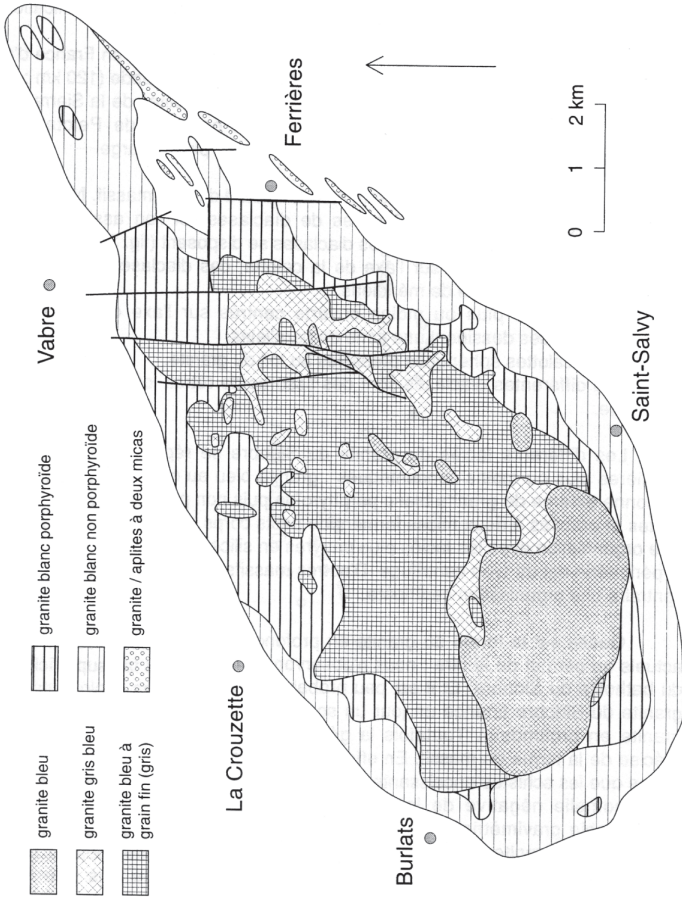 granite bleu
granite gris bleu
granite bleu à
grain fin (gris)
granite blanc porphyroïde
granite blanc non porphyroïde
granite / aplites à deux micas
Vabre
Ferrières
La Crouzette
Burlats
Saint-Salvy
0 1 2 km